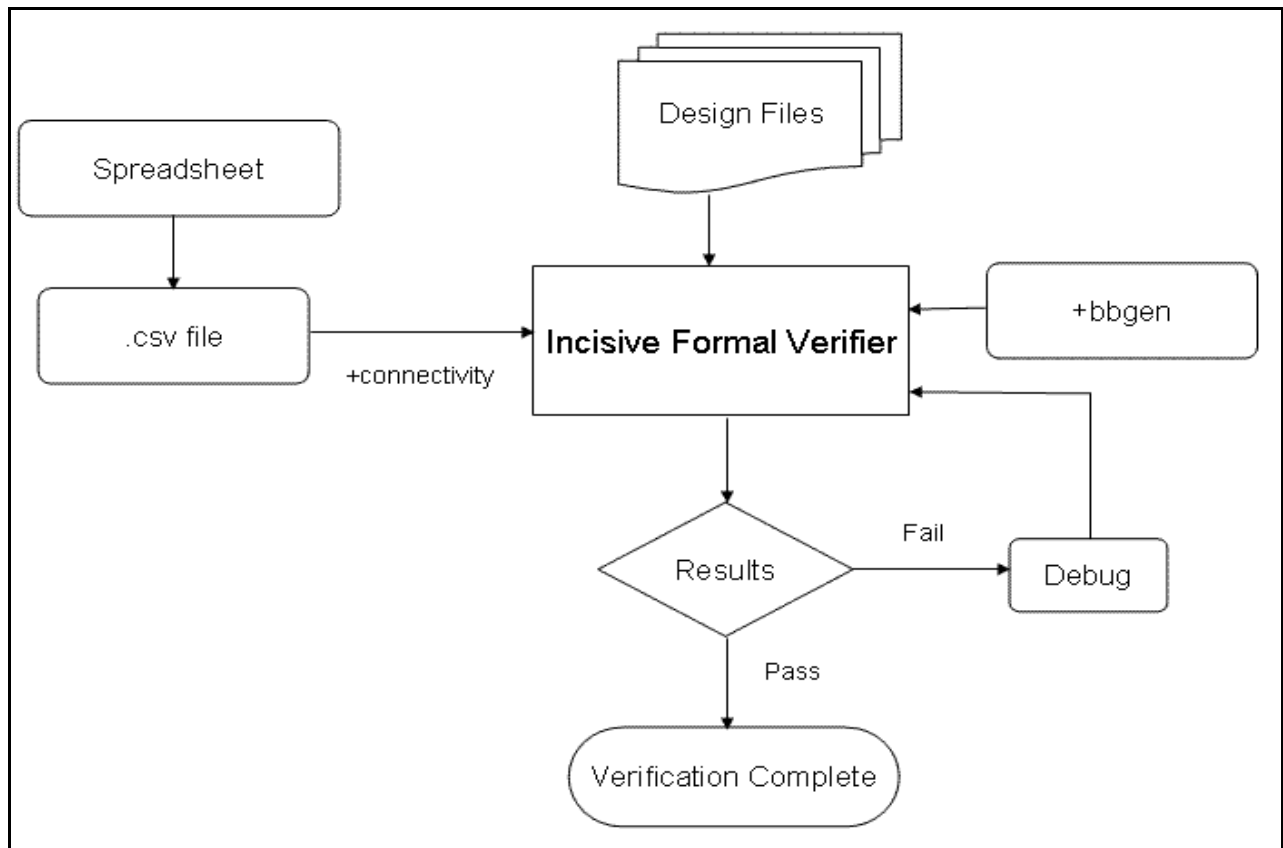 Design Files
Spreadsheet
+bbgen
.csv file
Incisive Formal Verifier
+connectivity
Fail
Results
Debug
Pass
Verification Complete